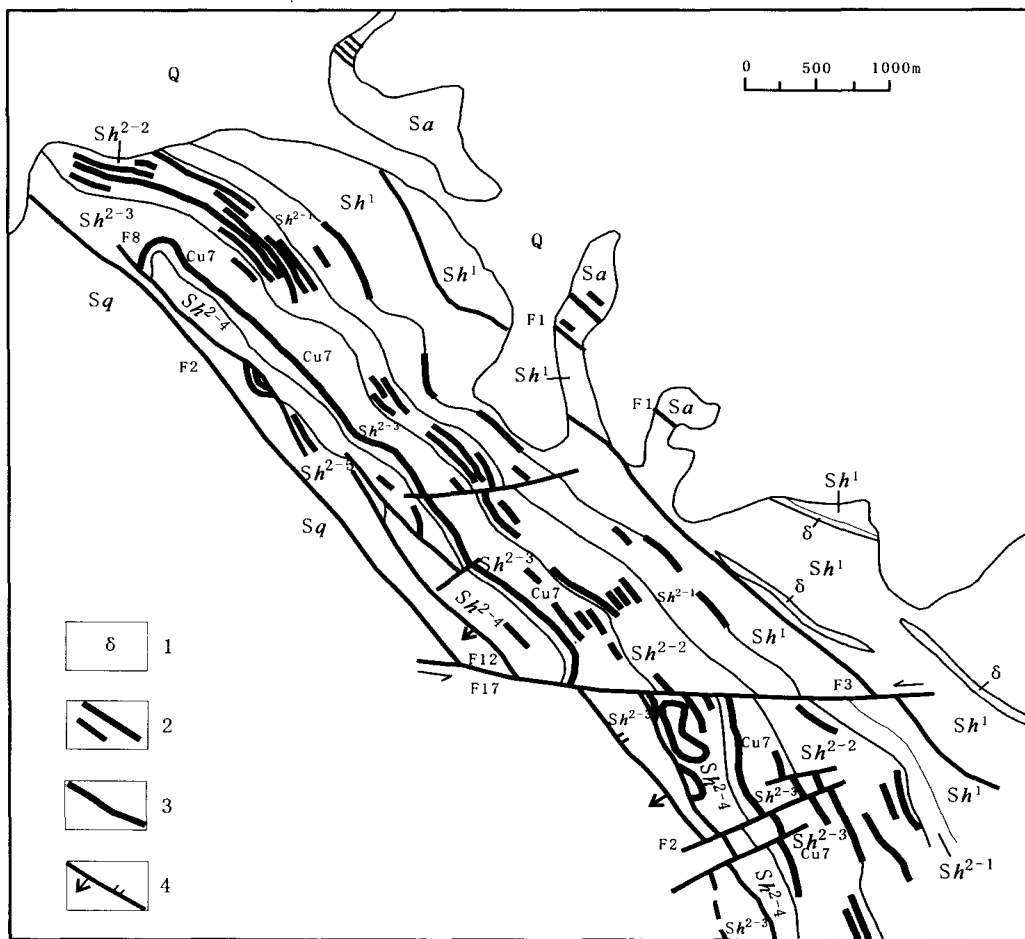 Q
0 500 1000m
Sa
Sh²⁻²
Sh¹
Sh²⁻¹
Sh²⁻³
F8
Cu7
Q
Sh¹
Sa
Sq
Sh²⁻⁴
F1
Cu7
F2
Sh¹
F1
Sa
Sh²⁻³
Sh²⁻⁵
Sh¹
Sq
δ
Sh²⁻³
Sh¹
Cu7
δ
Sh²⁻⁴
Sh²⁻¹
Sh¹
δ
1
Sh²⁻²
δ
F12
F17
F3
Sh²⁻³
Sh¹
2
Cu7
Sh²⁻²
Sh²⁻⁴
Sh²⁻³
Sh¹
3
F2
Sh²⁻³
Cu7
Sh²⁻¹
4
Sh²⁻⁴
Sh²⁻³